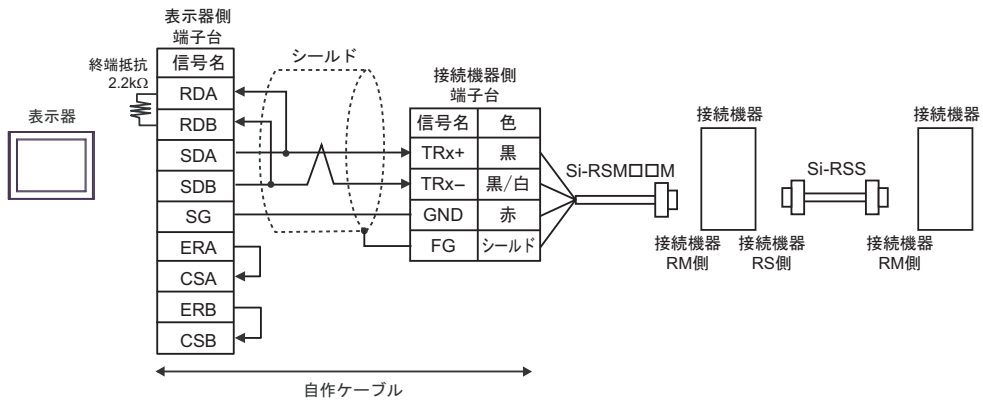 表示器
終端抵抗
2.2kΩ
表示器側
端子台
信号名
RDA
RDB
SDA
SDB
SG
ERA
CSA
ERB
CSB
シールド
接続機器側
端子台
信号名 色
TRx+ 黒
TRx− 黒/白
GND 赤
FG シールド
Si-RSM□□M
接続機器
接続機器
RM側
接続機器
RS側
Si-RSS
接続機器
接続機器
RM側
自作ケーブル